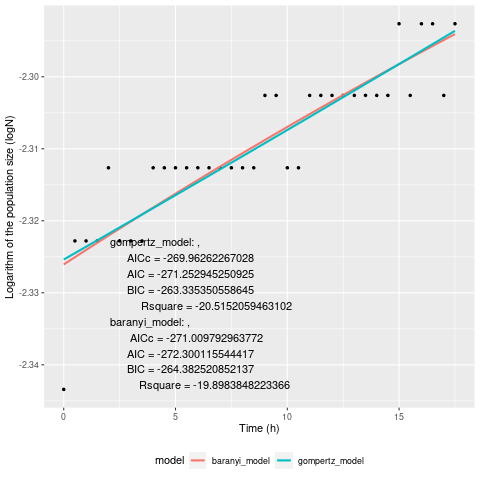 -2.30
-2.31
-2.32
-2.33
-2.34
Logarithm of the population size (logN)
gompertz_model: ,
AICc = -269.96262267028
AIC = -271.252945250925
BIC = -263.335350558645
Rsquare = -20.5152059463102
baranyi_model: ,
AICc = -271.009792963772
AIC = -272.300115544417
BIC = -264.382520852137
Rsquare = -19.8983848223366
0 5 10 15
Time (h)
model baranyi_model gompertz_model